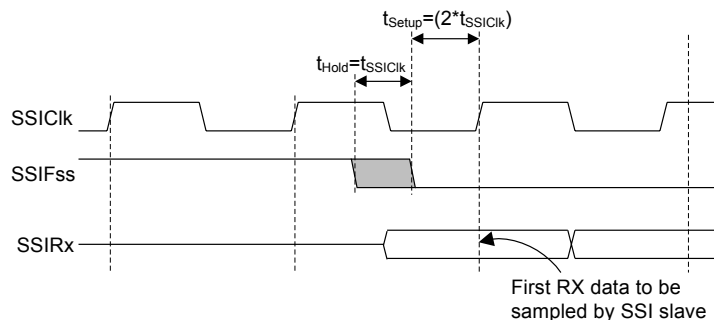 tSetup=(2*tSSIClk)
tHold=tSSIClk
SSIClk
SSIFss
SSIRx
First RX data to be
sampled by SSI slave